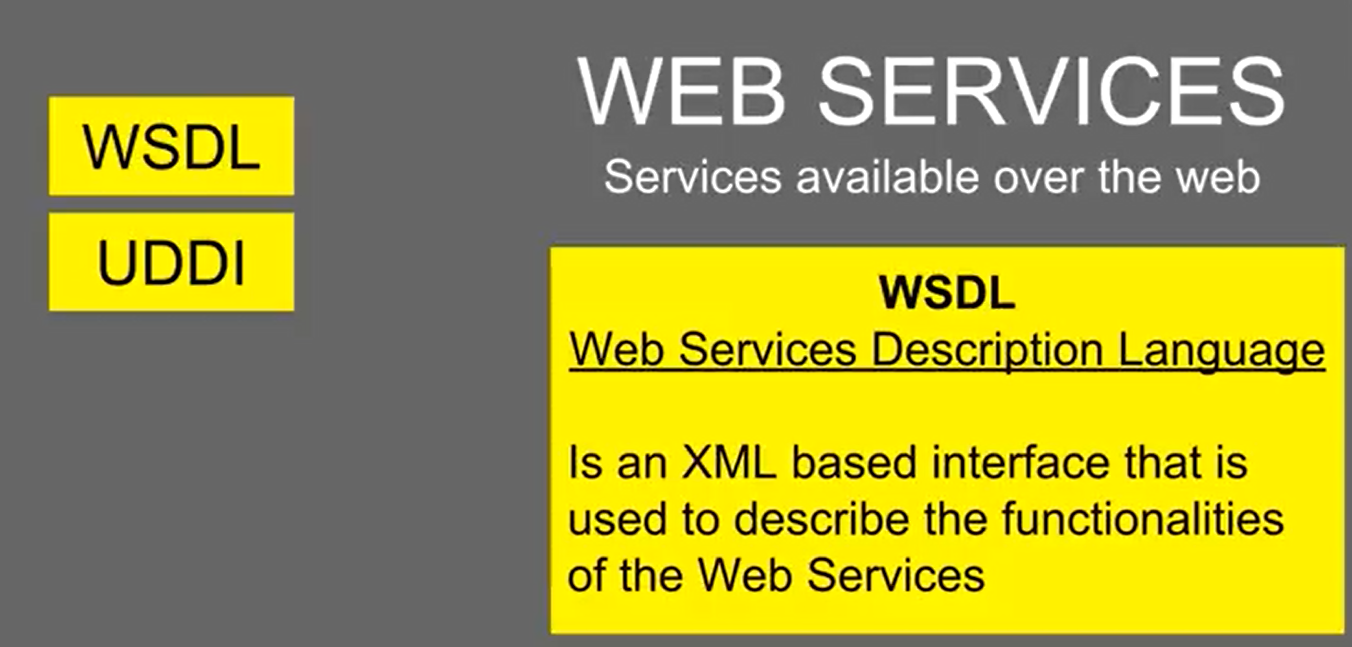 WEB SERVICES
Services available over the web
WSDL
UDDI
WSDL
Web Services Description Language
Is an XML based interface that is
used to describe the functionalities
of the Web Services